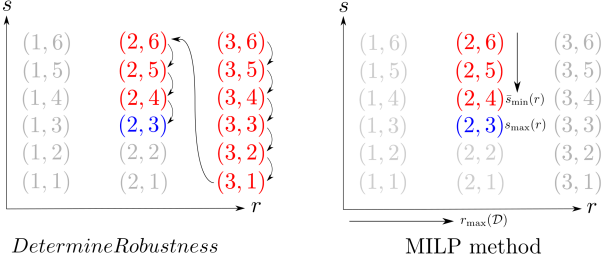 s s
(1, 6) (2, 6) (3, 6) (1, 6) (2, 6) (3, 6)
(1, 5) (2, 5) (3, 5) (1, 5) (2, 5) (3, 5)
(1, 4) (2, 4) (3, 4) (1, 4) (2, 4) s̄min(r) (3, 4)
(1, 3) (2, 3) (3, 3) (1, 3) (2, 3) smax(r) (3, 3)
(1, 2) (2, 2) (3, 2) (1, 2) (2, 2) (3, 2)
(1, 1) (2, 1) (3, 1) (1, 1) (2, 1) (3, 1)
r r
rmax(𝒟)
DetermineRobustness MILP method